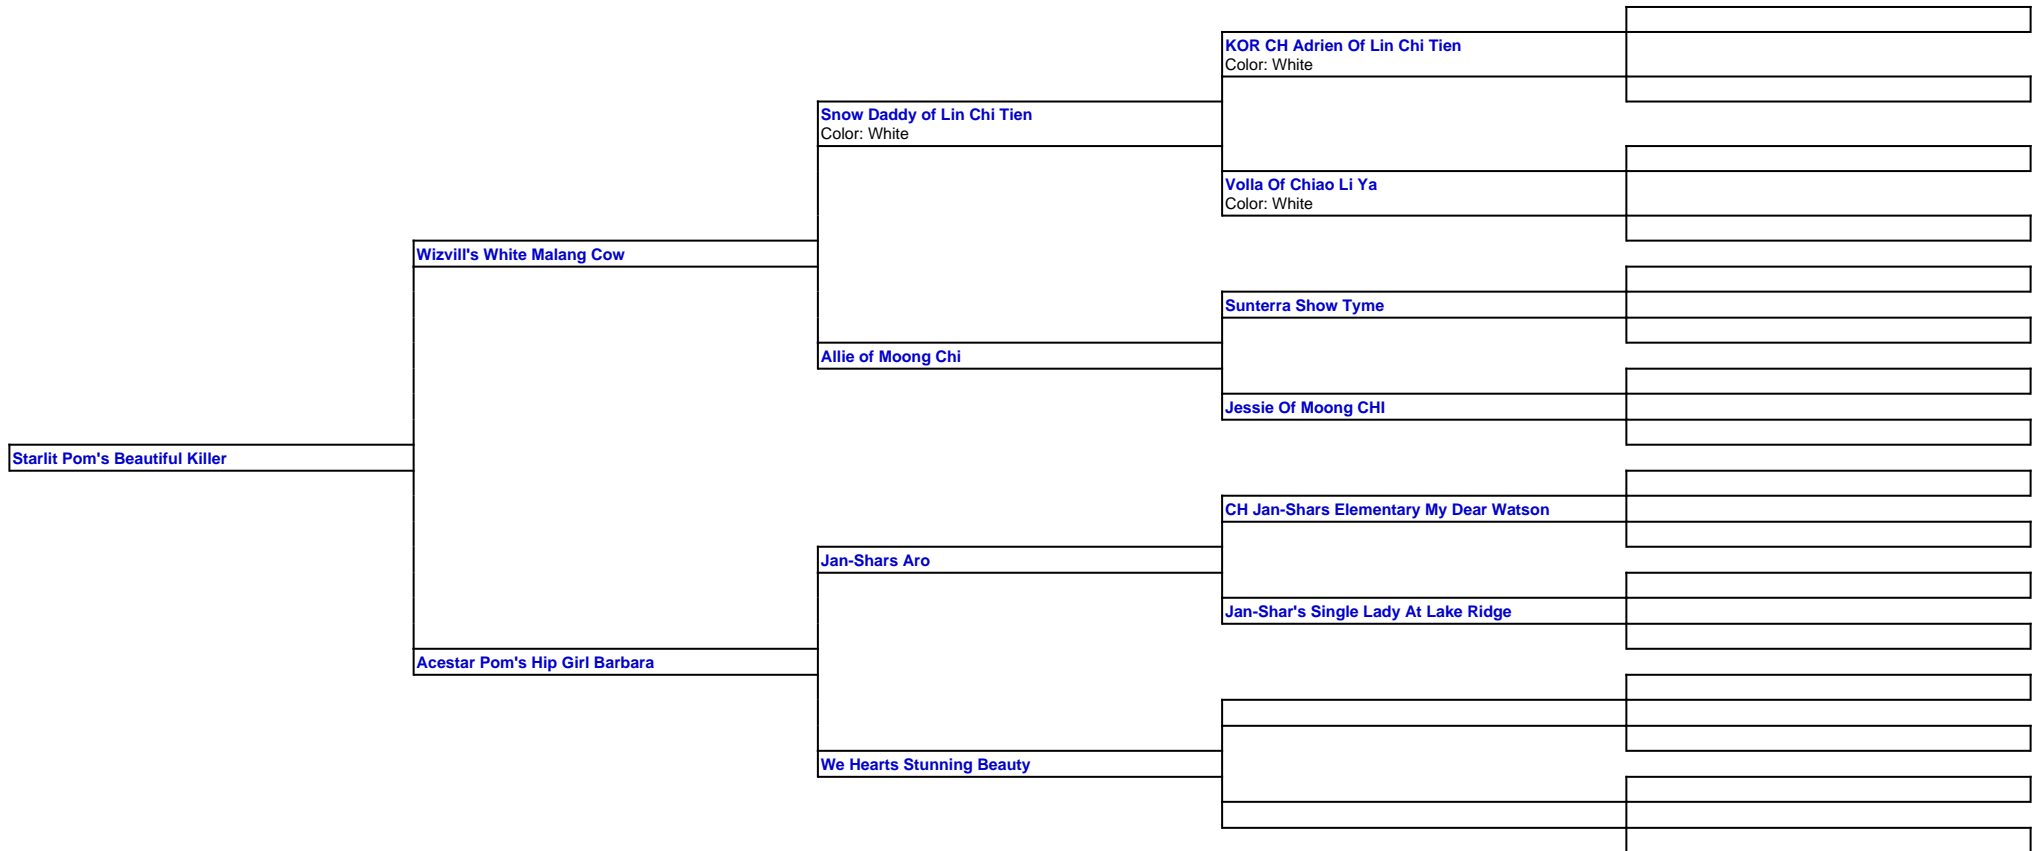 KOR CH Adrien Of Lin Chi Tien
Color: White
Snow Daddy of Lin Chi Tien
Color: White
Volla Of Chiao Li Ya
Color: White
Wizvill's White Malang Cow
Sunterra Show Tyme
Allie of Moong Chi
Jessie Of Moong CHI
Starlit Pom's Beautiful Killer
CH Jan-Shars Elementary My Dear Watson
Jan-Shars Aro
Jan-Shar's Single Lady At Lake Ridge
Acestar Pom's Hip Girl Barbara
We Hearts Stunning Beauty